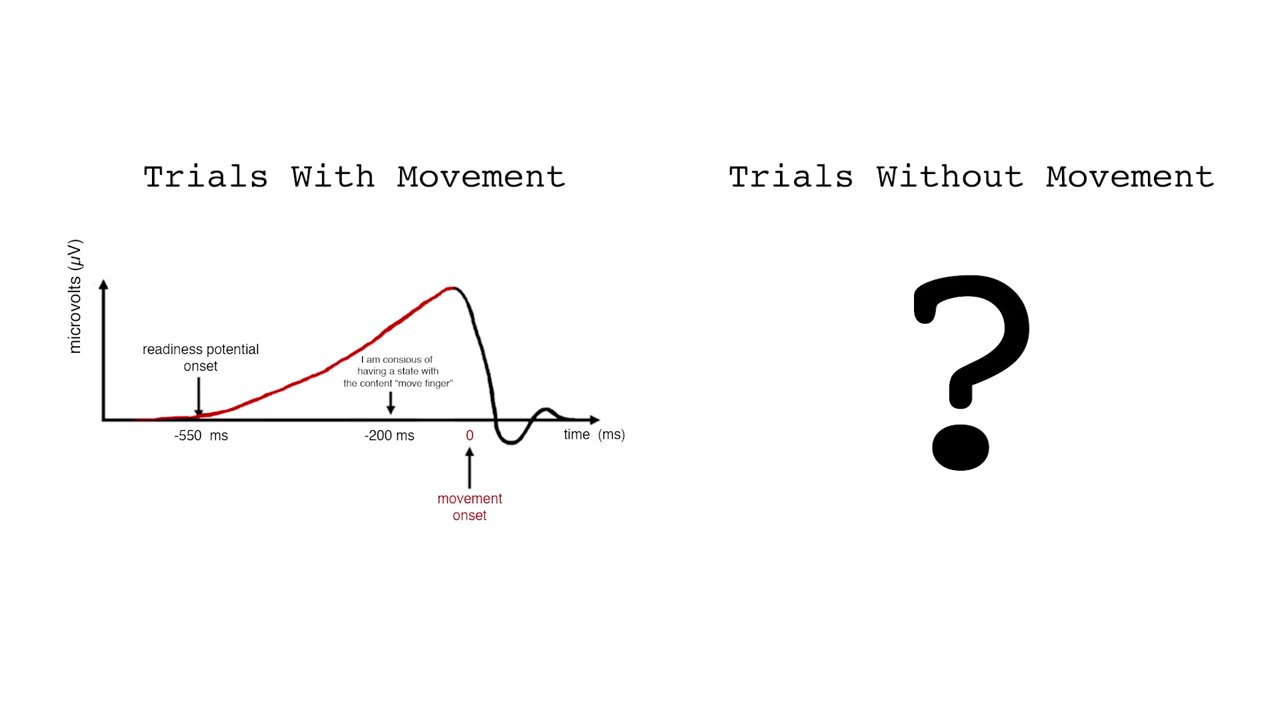 Trials With Movement
Trials Without Movement
microvolts (µV)
readiness potential
onset
I am consious of
having a state with
the content “move finger”
-550 ms
-200 ms
0
time (ms)
movement
onset
?